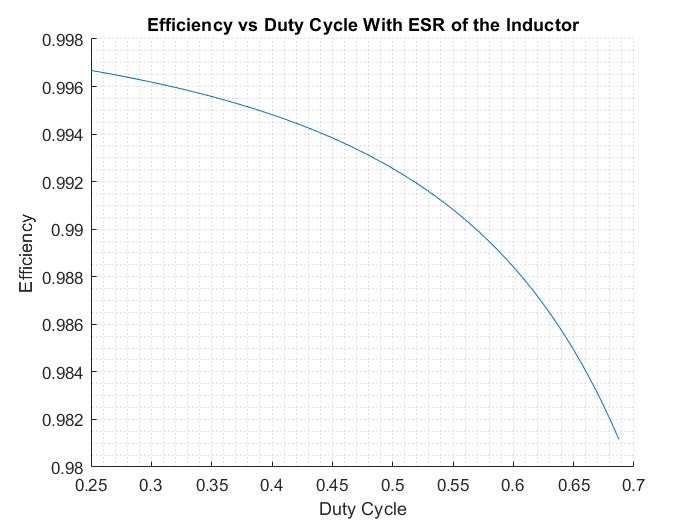 Efficiency vs Duty Cycle With ESR of the Inductor
0.998
0.996
0.994
0.992
0.99
0.988
0.986
0.984
0.982
0.98
Efficiency
0.25 0.3 0.35 0.4 0.45 0.5 0.55 0.6 0.65 0.7
Duty Cycle